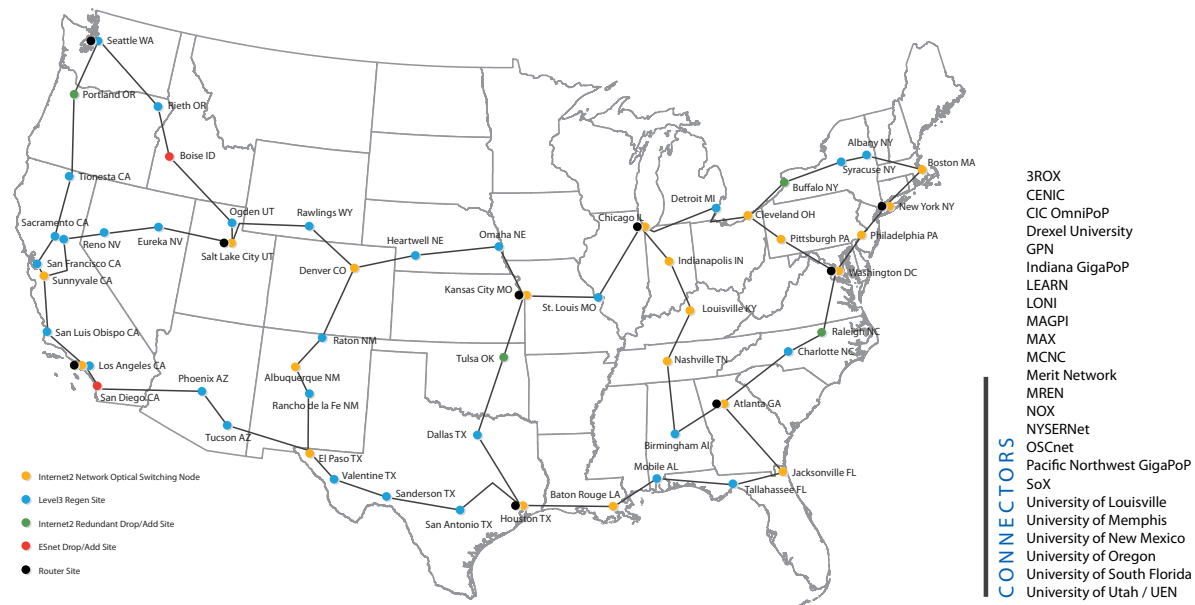 Seattle WA
Portland OR
Rieth OR
Boise ID
Tionesta CA
Sacramento CA
Reno NV
Eureka NV
Ogden UT
Salt Lake City UT
Rawlings WY
San Francisco CA
Sunnyvale CA
San Luis Obispo CA
Los Angeles CA
San Diego CA
Phoenix AZ
Tucson AZ
Denver CO
Heartwell NE
Omaha NE
Kansas City MO
St. Louis MO
Raton NM
Albuquerque NM
Rancho de la Fe NM
Tulsa OK
Dallas TX
El Paso TX
Valentine TX
Sanderson TX
San Antonio TX
Houston TX
Baton Rouge LA
Mobile AL
Tallahassee FL
Jacksonville FL
Birmingham Al
Atlanta GA
Nashville TN
Louisville KY
Indianapolis IN
Chicago IL
Detroit MI
Cleveland OH
Buffalo NY
Syracuse NY
Albany NY
Boston MA
New York NY
Philadelphia PA
Pittsburgh PA
Washington DC
Raleigh NC
Charlotte NC
Internet2 Network Optical Switching Node
Level3 Regen Site
Internet2 Redundant Drop/Add Site
ESnet Drop/Add Site
Router Site
CONNECTORS
3ROX
CENIC
CIC OmniPoP
Drexel University
GPN
Indiana GigaPoP
LEARN
LONI
MAGPI
MAX
MCNC
Merit Network
MREN
NOX
NYSERNet
OSCnet
Pacific Northwest GigaPoP
SoX
University of Louisville
University of Memphis
University of New Mexico
University of Oregon
University of South Florida
University of Utah / UEN